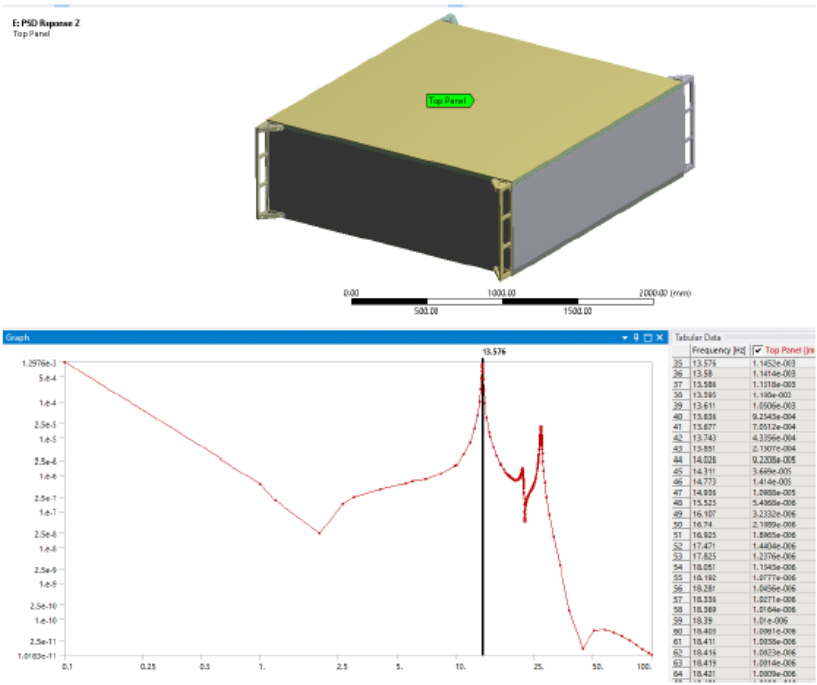 E: PSD Raponse Z
Top Panel
Top Panel
0.00 1000.00 2000.00 (mm)
500.00 1500.00
Graph
Tabular Data
13.576
Frequency [Hz] Top Panel
1.2976e-3
5.e-4
1.e-4
2.5e-5
1.e-5
2.5e-6
1.e-6
2.5e-7
1.e-7
2.5e-8
1.e-8
2.5e-9
1.e-9
2.5e-10
1.e-10
2.5e-11
1.0183e-11
0.1 0.25 0.5 1. 2.5 5. 10. 25. 50. 100.
35 13.576 1.1452e-003
36 13.58 1.1414e-003
37 13.586 1.1318e-003
38 13.595 1.108e-003
39 13.611 1.0506e-003
40 13.636 9.2543e-004
41 13.677 7.0512e-004
42 13.743 4.3356e-004
43 13.851 2.1507e-004
44 14.026 9.2208e-005
45 14.311 3.669e-005
46 14.773 1.414e-005
47 14.936 1.0988e-005
48 15.523 5.4068e-006
49 16.107 3.2332e-006
50 16.74 2.1989e-006
51 16.925 1.8965e-006
52 17.471 1.4404e-006
53 17.825 1.2376e-006
54 18.051 1.1543e-006
55 18.192 1.0777e-006
56 18.281 1.0456e-006
57 18.336 1.0271e-006
58 18.369 1.0164e-006
59 18.39 1.01e-006
60 18.403 1.0061e-006
61 18.411 1.0038e-006
62 18.416 1.0023e-006
63 18.419 1.0014e-006
64 18.421 1.0009e-006